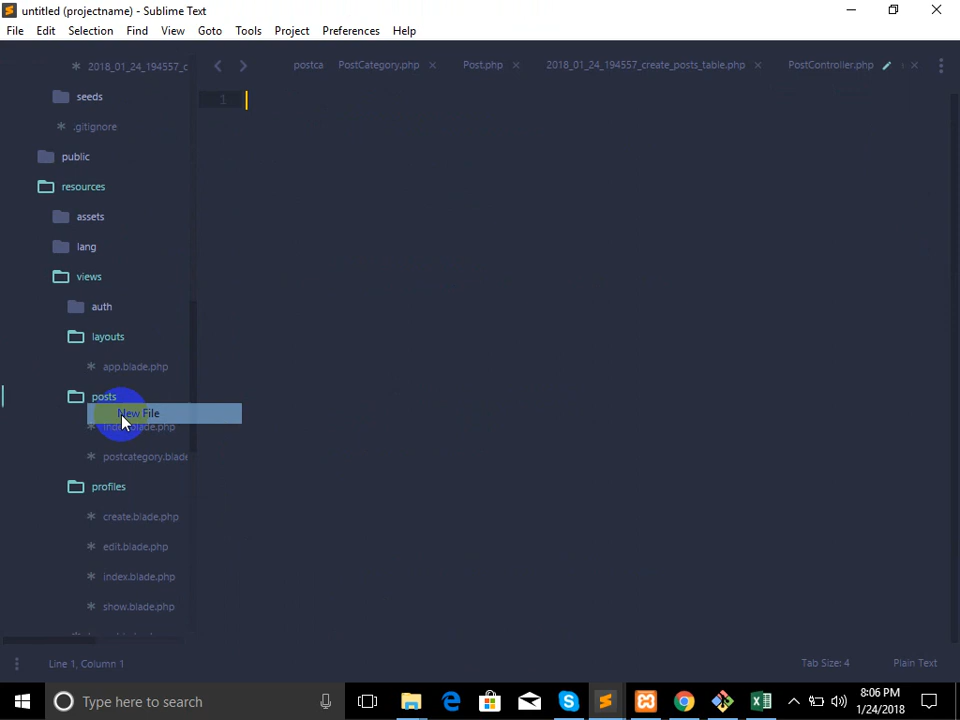 untitled (projectname) - Sublime Text
File Edit Selection Find View Goto Tools Project Preferences Help
2018_01_24_194557_c
seeds
.gitignore
public
resources
assets
lang
views
auth
layouts
app.blade.php
posts
New File
index.blade.php
postcategory.blade
profiles
create.blade.php
edit.blade.php
index.blade.php
show.blade.php
postca PostCategory.php Post.php 2018_01_24_194557_create_posts_table.php PostController.php
1
Line 1, Column 1
Tab Size: 4 Plain Text
Type here to search
8:06 PM
1/24/2018